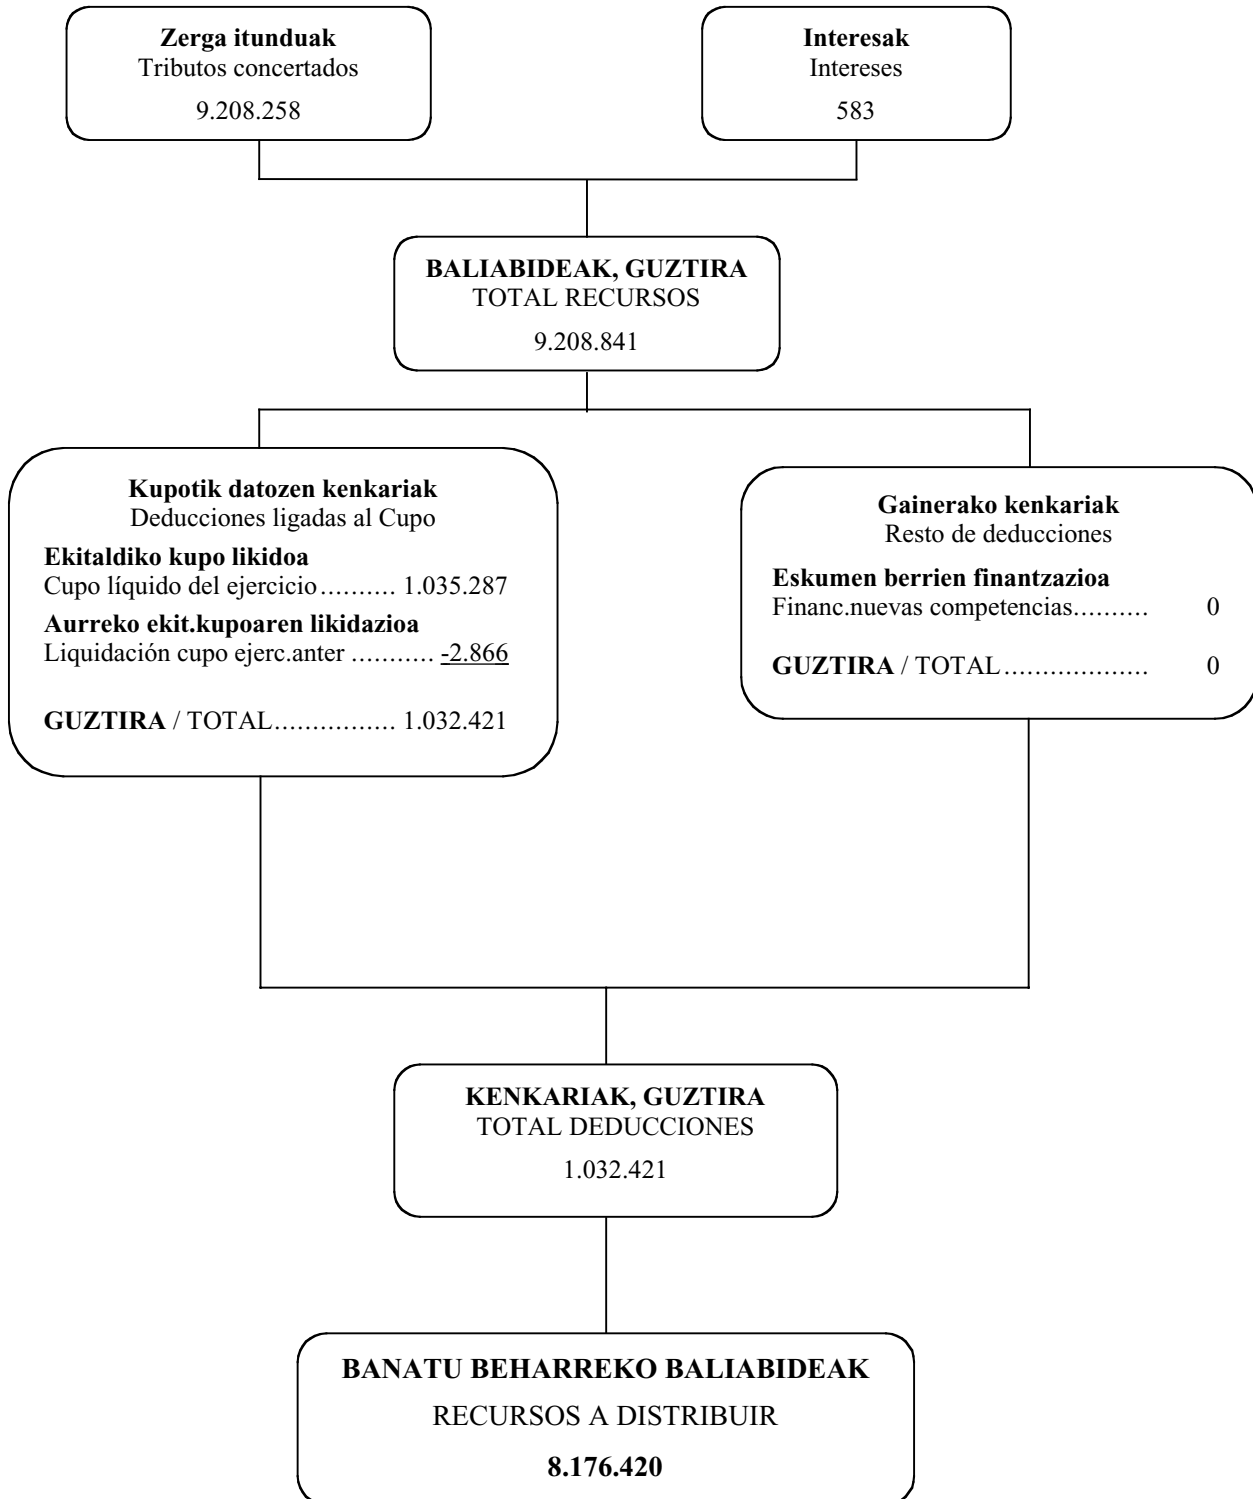 Zerga itunduak
Tributos concertados
9.208.258
Interesak
Intereses
583
BALIABIDEAK, GUZTIRA
TOTAL RECURSOS
9.208.841
Kupotik datozen kenkariak
Deducciones ligadas al Cupo
Ekitaldiko kupo likidoa
Cupo líquido del ejercicio.......... 1.035.287
Aurreko ekit.kupoaren likidazioa
Liquidación cupo ejerc.anter ........... -2.866
GUZTIRA / TOTAL................ 1.032.421
Gainerako kenkariak
Resto de deducciones
Eskumen berrien finantzazioa
Financ.nuevas competencias.......... 0
GUZTIRA / TOTAL................... 0
KENKARIAK, GUZTIRA
TOTAL DEDUCCIONES
1.032.421
BANATU BEHARREKO BALIABIDEAK
RECURSOS A DISTRIBUIR
8.176.420